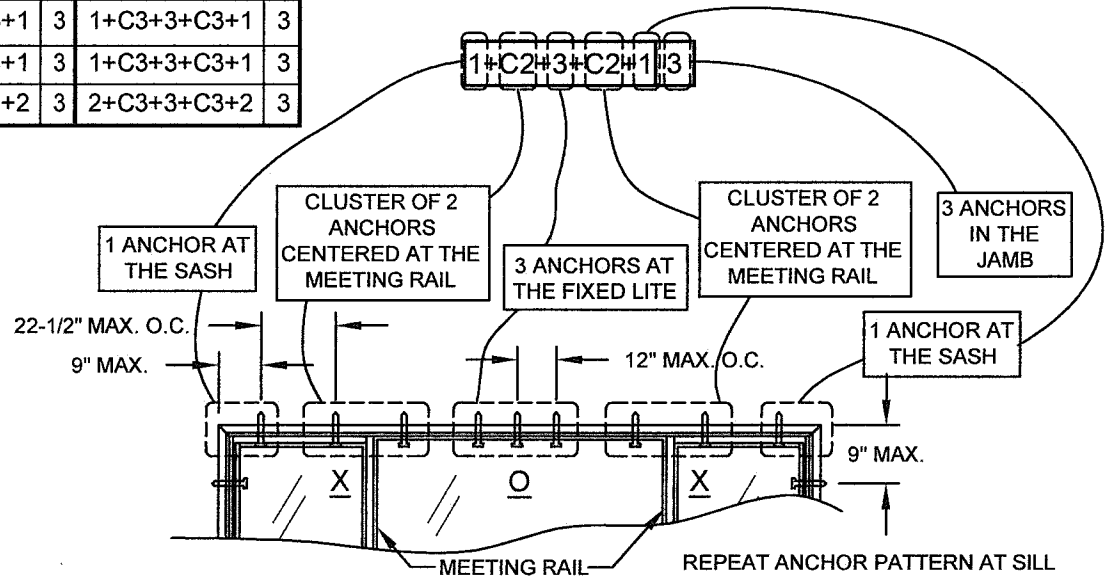 +1 3 1+C3+3+C3+1 3
+1 3 1+C3+3+C3+1 3
+2 3 2+C3+3+C3+2 3
1+C2+3+C2+1 3
CLUSTER OF 2
ANCHORS
CENTERED AT THE
MEETING RAIL
CLUSTER OF 2
ANCHORS
CENTERED AT THE
MEETING RAIL
3 ANCHORS
IN THE
JAMB
1 ANCHOR AT
THE SASH
3 ANCHORS AT
THE FIXED LITE
22-1/2" MAX. O.C.
9" MAX.
12" MAX. O.C.
1 ANCHOR AT
THE SASH
9" MAX.
X
O
X
MEETING RAIL
REPEAT ANCHOR PATTERN AT SILL